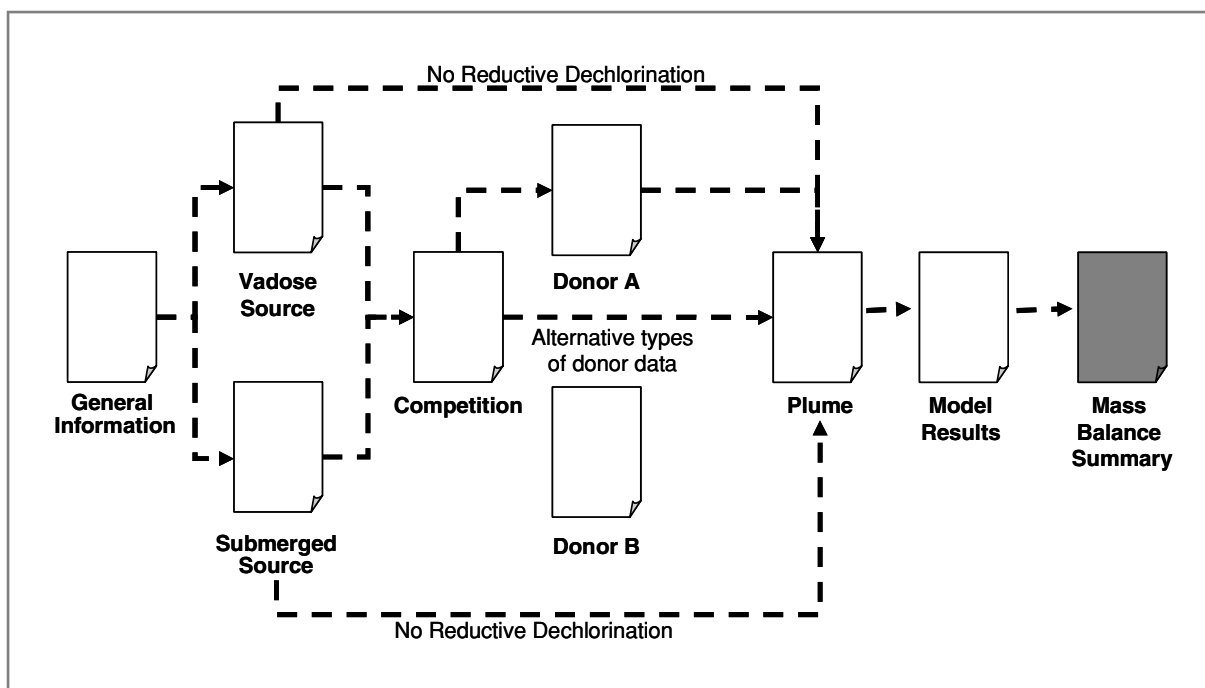 No Reductive Dechlorination
Vadose
Source
Donor A
Alternative types
of donor data
General
Information
Competition
Plume
Model
Results
Mass
Balance
Summary
Submerged
Source
Donor B
No Reductive Dechlorination